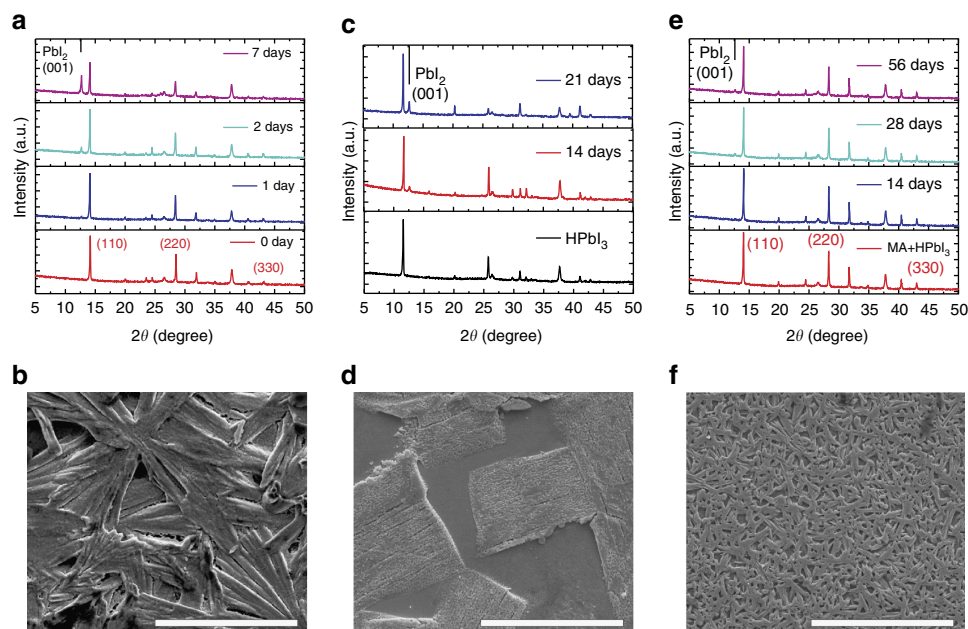 a
PbI2
(001)
7 days
2 days
1 day
0 day
(110)
(220)
(330)
Intensity (a.u.)
5 10 15 20 25 30 35 40 45 50
2θ (degree)
c
PbI2
(001)
21 days
14 days
HPbI3
Intensity (a.u.)
5 10 15 20 25 30 35 40 45 50
2θ (degree)
e
PbI2
(001)
56 days
28 days
14 days
MA+HPbI3
(110)
(220)
(330)
Intensity (a.u.)
5 10 15 20 25 30 35 40 45 50
2θ (degree)
b
d
f